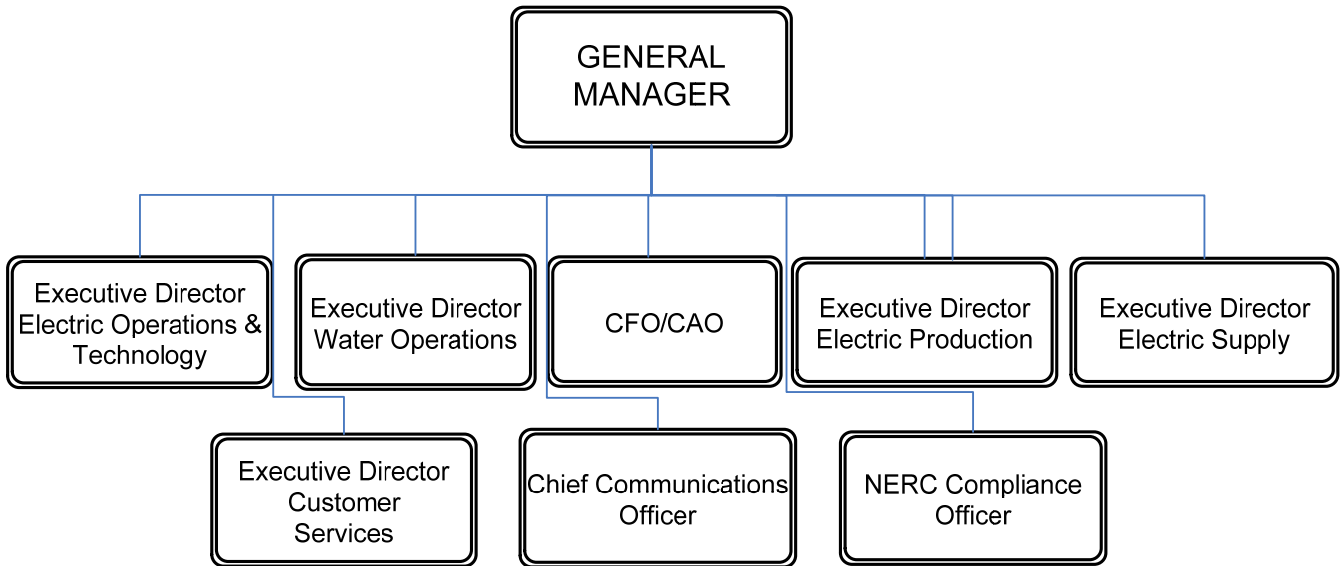 GENERAL
MANAGER
Executive Director
Electric Operations &
Technology
Executive Director
Water Operations
CFO/CAO
Executive Director
Electric Production
Executive Director
Electric Supply
Executive Director
Customer
Services
Chief Communications
Officer
NERC Compliance
Officer